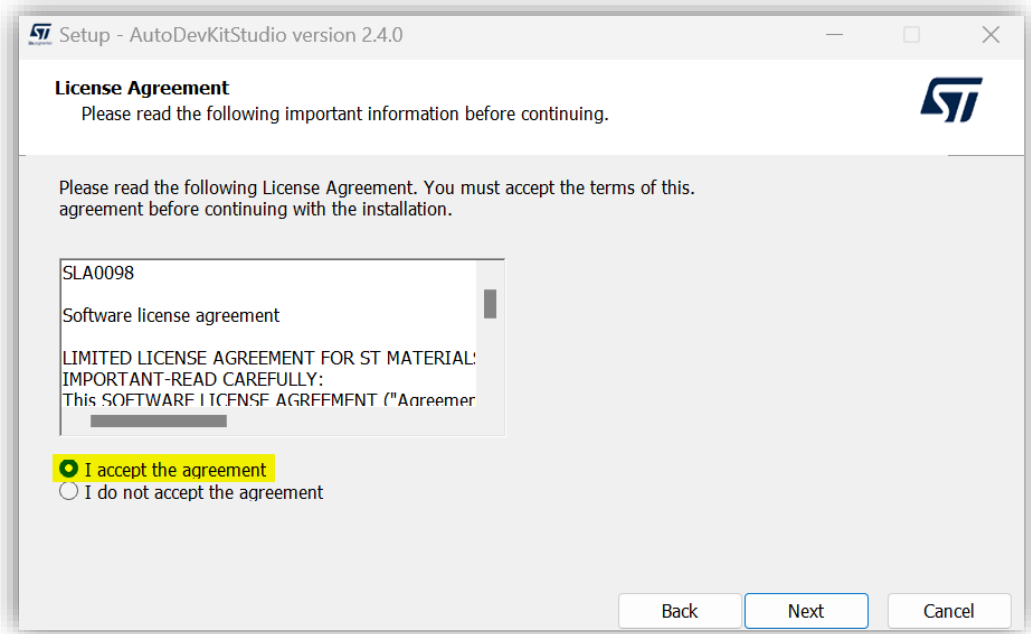 Setup - AutoDevKitStudio version 2.4.0
License Agreement
Please read the following important information before continuing.
ST
Please read the following License Agreement. You must accept the terms of this.
agreement before continuing with the installation.
SLA0098
Software license agreement
LIMITED LICENSE AGREEMENT FOR ST MATERIALS
IMPORTANT-READ CAREFULLY:
This SOFTWARE LICENSE AGREEMENT ("Agreemer
I accept the agreement
I do not accept the agreement
Back
Next
Cancel